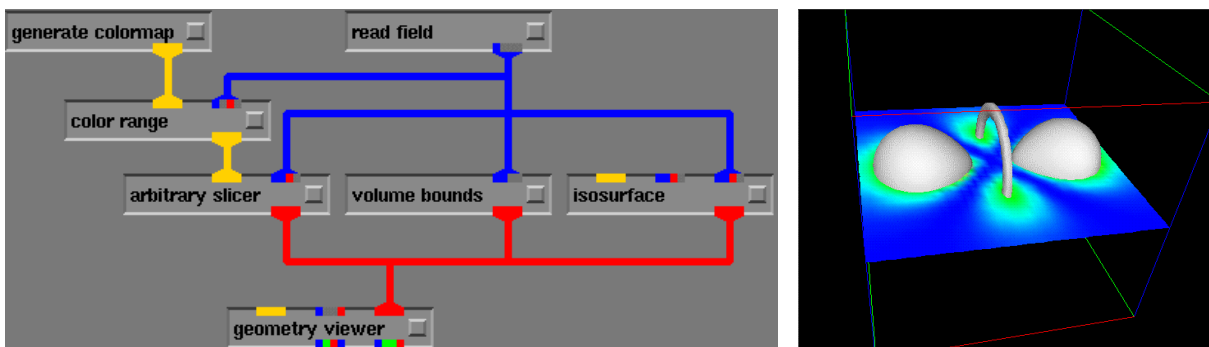 generate colormap
read field
color range
arbitrary slicer
volume bounds
isosurface
geometry viewer